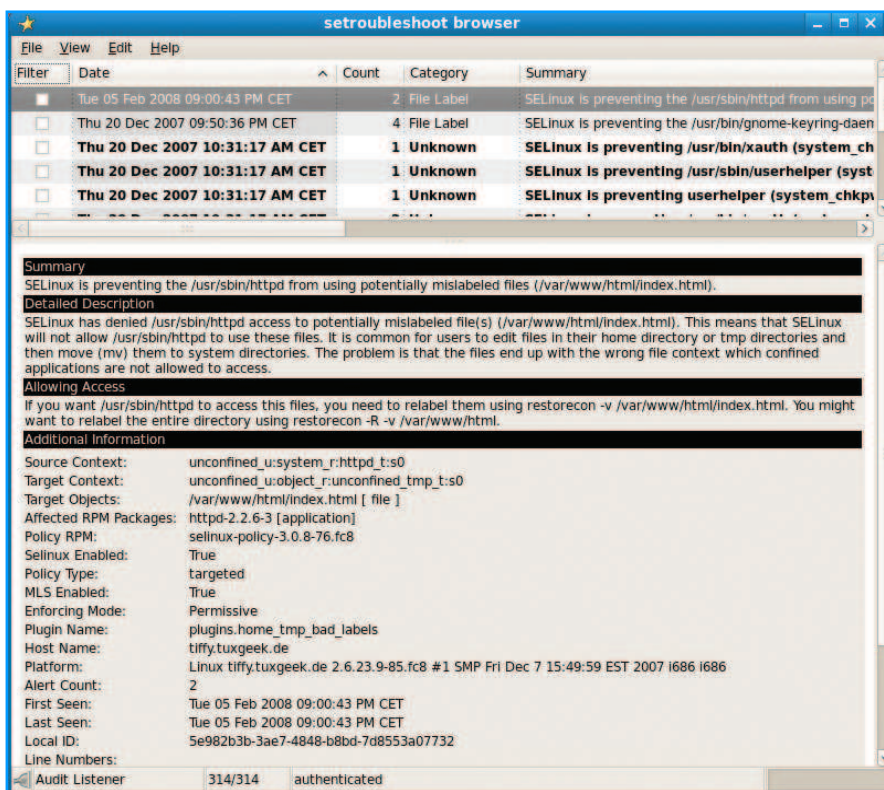 setroubleshoot browser
File View Edit Help
Filter Date Count Category Summary
Tue 05 Feb 2008 09:00:43 PM CET 2 File Label SELinux is preventing the /usr/sbin/httpd from using
Thu 20 Dec 2007 09:50:36 PM CET 4 File Label SELinux is preventing the /usr/bin/gnome-keyring-daem
Thu 20 Dec 2007 10:31:17 AM CET 1 Unknown SELinux is preventing /usr/bin/xauth (system_ch
Thu 20 Dec 2007 10:31:17 AM CET 1 Unknown SELinux is preventing /usr/sbin/userhelper (syst
Thu 20 Dec 2007 10:31:17 AM CET 1 Unknown SELinux is preventing userhelper (system_chkpw
Summary
SELinux is preventing the /usr/sbin/httpd from using potentially mislabeled files (/var/www/html/index.html).
Detailed Description
SELinux has denied /usr/sbin/httpd access to potentially mislabeled file(s) (/var/www/html/index.html). This means that SELinux
will not allow /usr/sbin/httpd to use these files. It is common for users to edit files in their home directory or tmp directories and
then move (mv) them to system directories. The problem is that the files end up with the wrong file context which confined
applications are not allowed to access.
Allowing Access
If you want /usr/sbin/httpd to access this files, you need to relabel them using restorecon -v /var/www/html/index.html. You might
want to relabel the entire directory using restorecon -R -v /var/www/html.
Additional Information
Source Context: unconfined_u:system_r:httpd_t:s0
Target Context: unconfined_u:object_r:unconfined_tmp_t:s0
Target Objects: /var/www/html/index.html [ file ]
Affected RPM Packages: httpd-2.2.6-3 [application]
Policy RPM: selinux-policy-3.0.8-76.fc8
Selinux Enabled: True
Policy Type: targeted
MLS Enabled: True
Enforcing Mode: Permissive
Plugin Name: plugins.home_tmp_bad_labels
Host Name: tiffy.tuxgeek.de
Platform: Linux tiffy.tuxgeek.de 2.6.23.9-85.fc8 #1 SMP Fri Dec 7 15:49:59 EST 2007 i686 i686
Alert Count: 2
First Seen: Tue 05 Feb 2008 09:00:43 PM CET
Last Seen: Tue 05 Feb 2008 09:00:43 PM CET
Local ID: 5e982b3b-3ae7-4848-b8bd-7d8553a07732
Line Numbers:
Audit Listener 314/314 authenticated